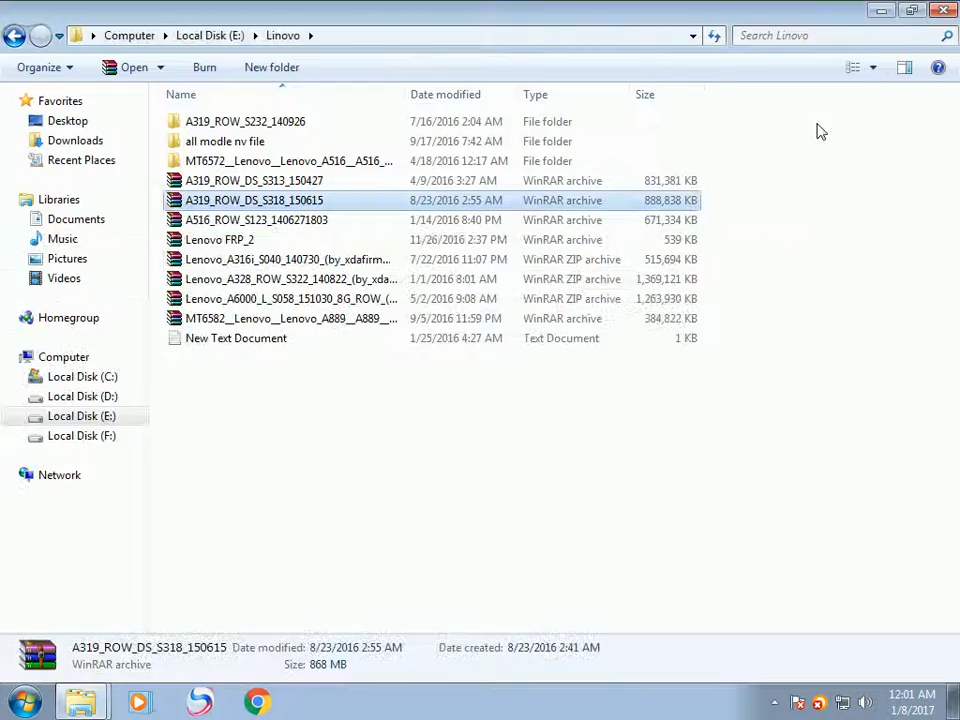 Computer Local Disk (E:) Linovo
Search Linovo
Organize Open Burn New folder
Name Date modified Type Size
Favorites
Desktop
Downloads
Recent Places
Libraries
Documents
Music
Pictures
Videos
Homegroup
Computer
Local Disk (C:)
Local Disk (D:)
Local Disk (E:)
Local Disk (F:)
Network
A319_ROW_S232_140926 7/16/2016 2:04 AM File folder
all modle nv file 9/17/2016 7:42 AM File folder
MT6572__Lenovo__Lenovo_A516__A516_... 4/18/2016 12:17 AM File folder
A319_ROW_DS_S313_150427 4/9/2016 3:27 AM WinRAR archive 831,381 KB
A319_ROW_DS_S318_150615 8/23/2016 2:55 AM WinRAR archive 888,838 KB
A516_ROW_S123_1406271803 1/14/2016 8:40 PM WinRAR archive 671,334 KB
Lenovo FRP_2 11/26/2016 2:37 PM WinRAR archive 539 KB
Lenovo_A316i_S040_140730_(by_xdafirm... 7/22/2016 11:07 PM WinRAR ZIP archive 515,694 KB
Lenovo_A328_ROW_S322_140822_(by_xda... 1/1/2016 8:01 AM WinRAR ZIP archive 1,369,121 KB
Lenovo_A6000_L_S058_151030_8G_ROW_(... 5/2/2016 9:08 AM WinRAR ZIP archive 1,263,930 KB
MT6582__Lenovo__Lenovo_A889__A889__... 9/5/2016 11:59 PM WinRAR archive 384,822 KB
New Text Document 1/25/2016 4:27 AM Text Document 1 KB
A319_ROW_DS_S318_150615 Date modified: 8/23/2016 2:55 AM Date created: 8/23/2016 2:41 AM
WinRAR archive Size: 868 MB
12:01 AM
1/8/2017